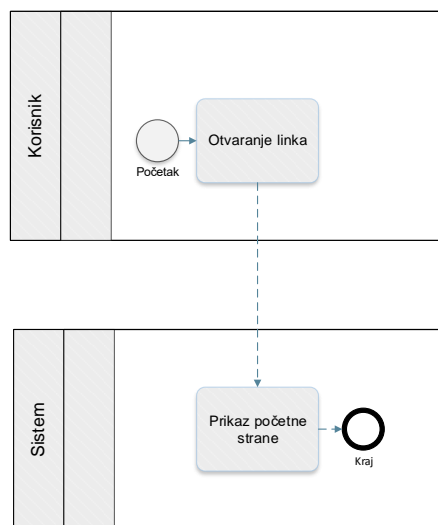 Korisnik
Otvaranje linka
Početak
Sistem
Prikaz početne
strane
Kraj